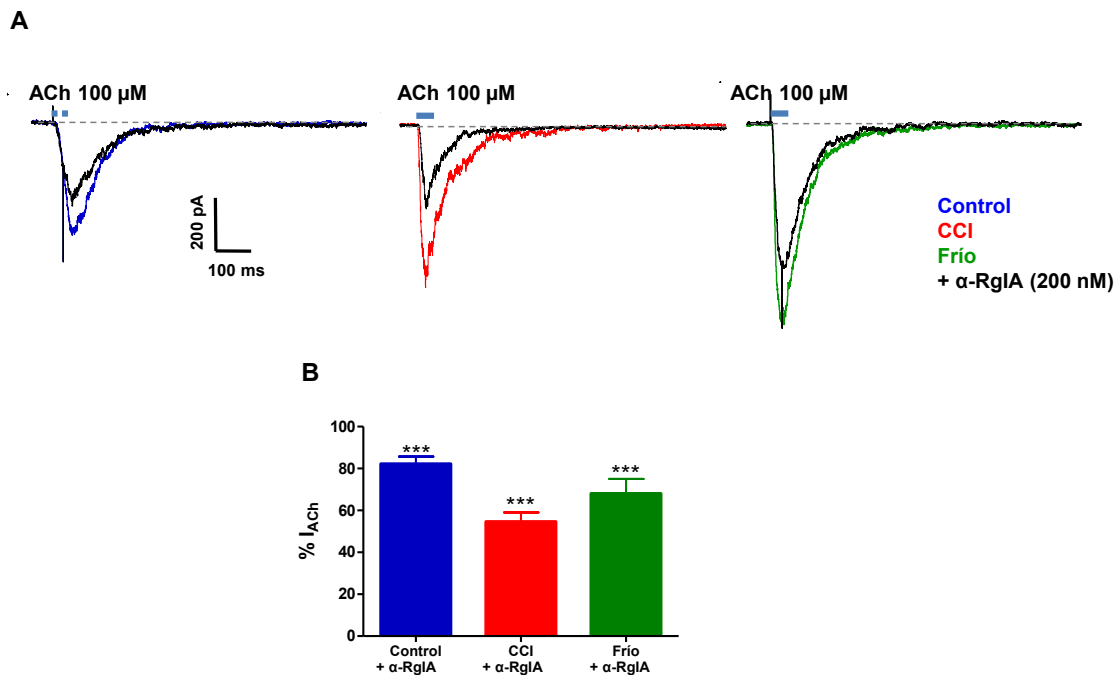 A
ACh 100 µM
ACh 100 µM
ACh 100 µM
200 pA
100 ms
Control
CCI
Frío
+ α-RgIA (200 nM)
B
% IACh
100
80
60
40
20
0
***
***
***
Control
+ α-RgIA
CCI
+ α-RgIA
Frío
+ α-RgIA